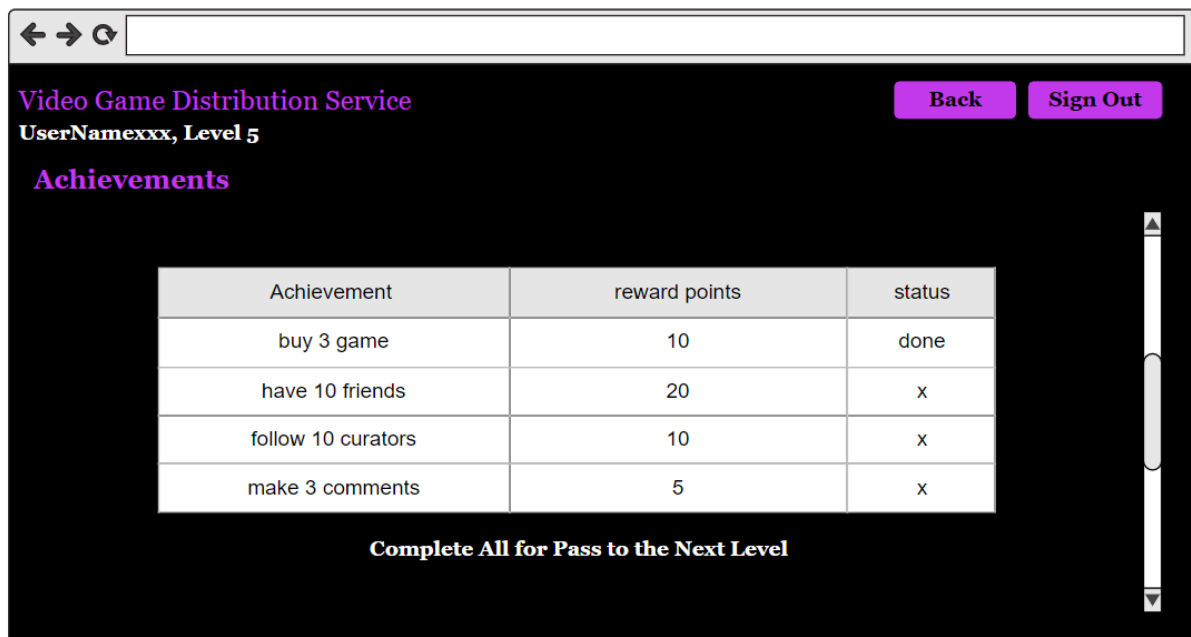 Video Game Distribution Service
Back
Sign Out
UserNamexxx, Level 5
Achievements
Achievement reward points status
buy 3 game 10 done
have 10 friends 20 x
follow 10 curators 10 x
make 3 comments 5 x
Complete All for Pass to the Next Level